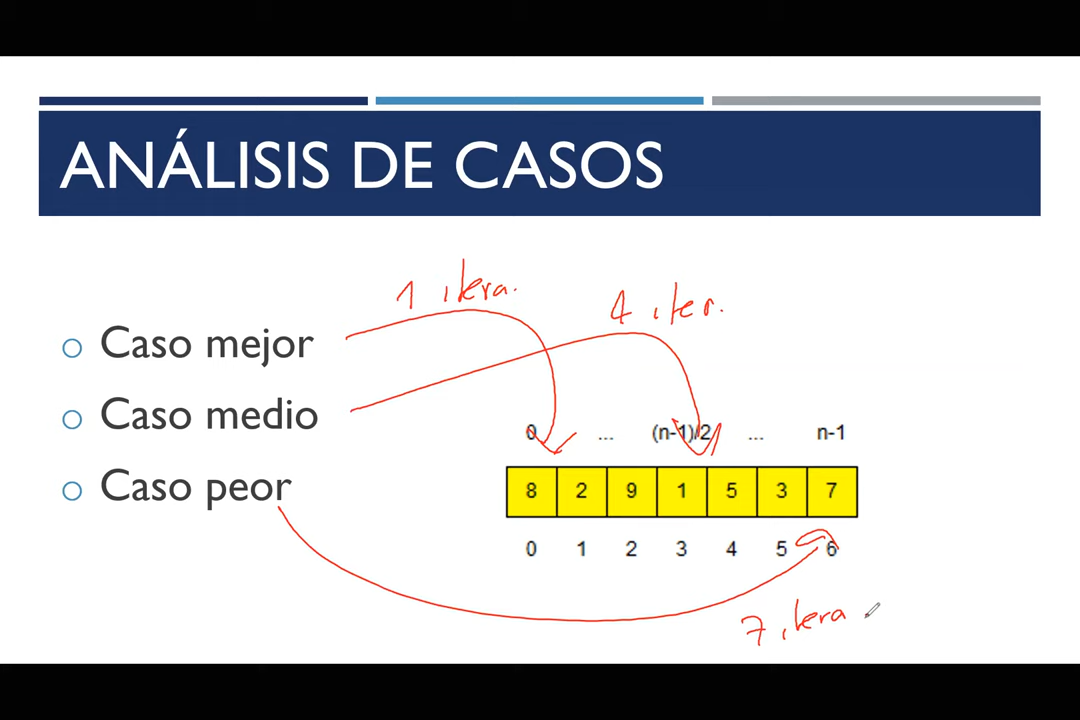 ANÁLISIS DE CASOS
1 itera.
4 iter.
Caso mejor
Caso medio
Caso peor
0 ... (n-1)/2 ... n-1
8 2 9 1 5 3 7
0 1 2 3 4 5 6
7 itera